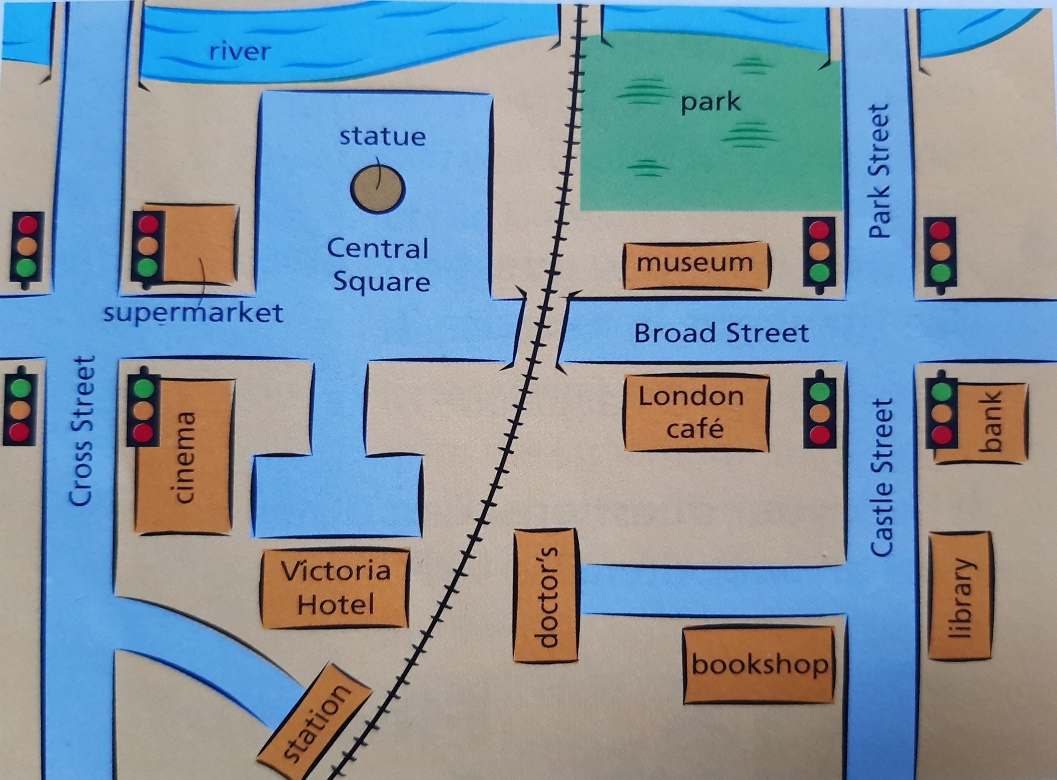 river
park
statue
Park Street
Central
Square
museum
supermarket
Broad Street
London
café
bank
cinema
Cross Street
Castle Street
Victoria
Hotel
doctor's
library
bookshop
station